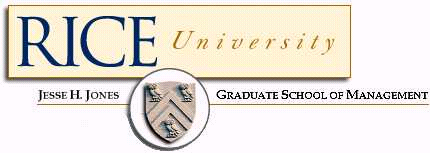 RICE University
JESSE H. JONES GRADUATE SCHOOL OF MANAGEMENT